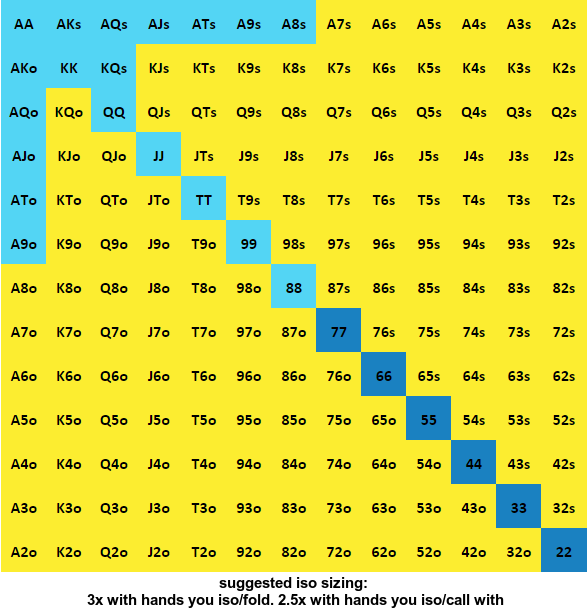 AA AKs AQs AJs ATs A9s A8s A7s A6s A5s A4s A3s A2s
AKo KK KQs KJs KTs K9s K8s K7s K6s K5s K4s K3s K2s
AQo KQo QQ QJs QTs Q9s Q8s Q7s Q6s Q5s Q4s Q3s Q2s
AJo KJo QJo JJ JTs J9s J8s J7s J6s J5s J4s J3s J2s
ATo KTo QTo JTo TT T9s T8s T7s T6s T5s T4s T3s T2s
A9o K9o Q9o J9o T9o 99 98s 97s 96s 95s 94s 93s 92s
A8o K8o Q8o J8o T8o 98o 88 87s 86s 85s 84s 83s 82s
A7o K7o Q7o J7o T7o 97o 87o 77 76s 75s 74s 73s 72s
A6o K6o Q6o J6o T6o 96o 86o 76o 66 65s 64s 63s 62s
A5o K5o Q5o J5o T5o 95o 85o 75o 65o 55 54s 53s 52s
A4o K4o Q4o J4o T4o 94o 84o 74o 64o 54o 44 43s 42s
A3o K3o Q3o J3o T3o 93o 83o 73o 63o 53o 43o 33 32s
A2o K2o Q2o J2o T2o 92o 82o 72o 62o 52o 42o 32o 22
suggested iso sizing:
3x with hands you iso/fold. 2.5x with hands you iso/call with